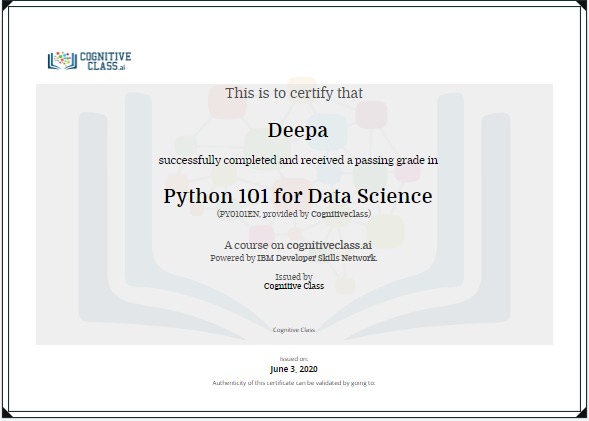 COGNITIVE
CLASS.ai
This is to certify that
Deepa
successfully completed and received a passing grade in
Python 101 for Data Science
(PY0101EN, provided by Cognitiveclass)
A course on cognitiveclass.ai
Powered by IBM Developer Skills Network.
Issued by
Cognitive Class
Cognitive Class
Issued on:
June 3, 2020
Authenticity of this certificate can be validated by going to: